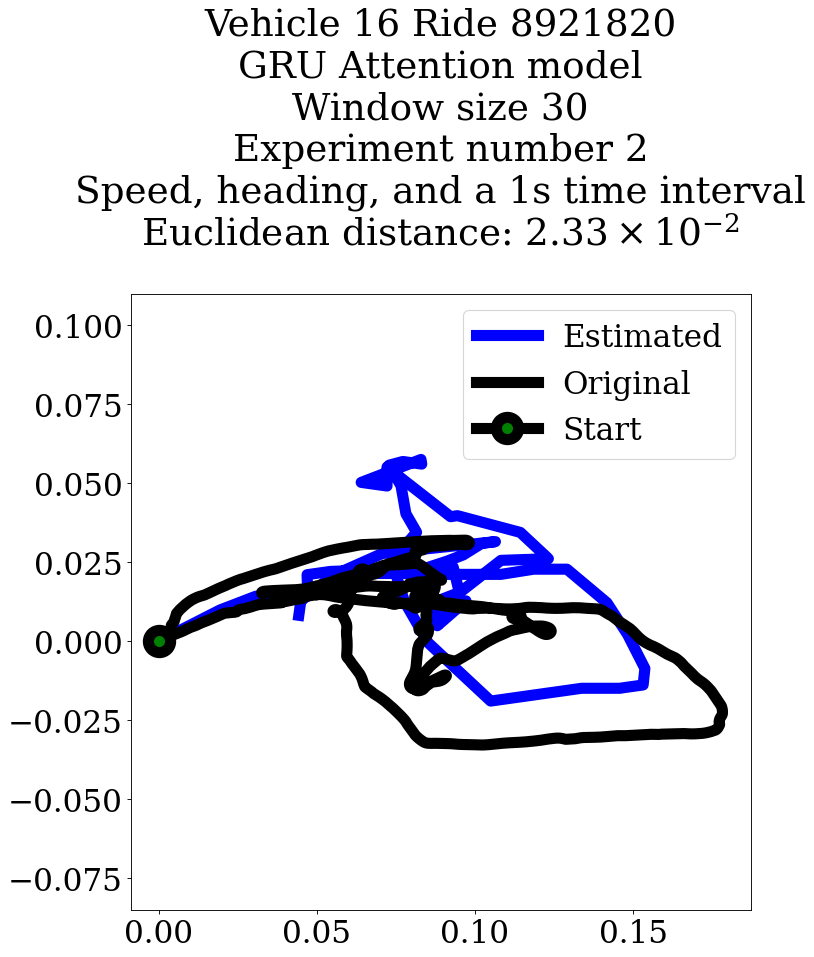 Vehicle 16 Ride 8921820
GRU Attention model
Window size 30
Experiment number 2
Speed, heading, and a 1s time interval
Euclidean distance: 2.33 × 10⁻²
Estimated
Original
Start
0.100
0.075
0.050
0.025
0.000
−0.025
−0.050
−0.075
0.00 0.05 0.10 0.15